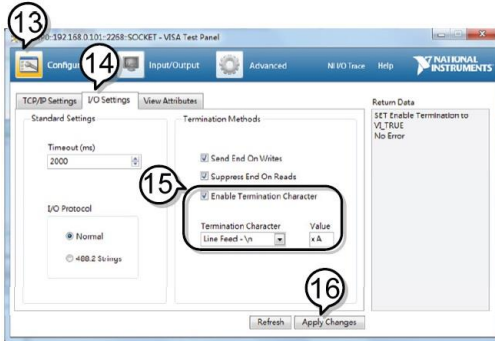 13
0::192.168.0.101::2268::SOCKET - VISA Test Panel
14
Configur
Input/Output
Advanced
NI I/O Trace
Help
NATIONAL
INSTRUMENTS
TCP/IP Settings
I/O Settings
View Attributes
Return Data
Standard Settings
Termination Methods
SET Enable Termination to
VI_TRUE
No Error
Timeout (ms)
2000
Send End On Writes
Suppress End On Reads
15
Enable Termination Character
I/O Protocol
Termination Character
Value
Normal
Line Feed - \n
xA
488.2 Strings
16
Refresh
Apply Changes